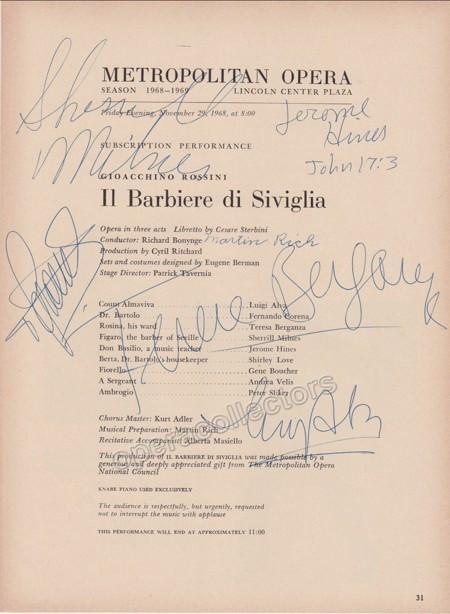 METROPOLITAN OPERA
SEASON 1968–1969 LINCOLN CENTER PLAZA
Friday Evening, November 29, 1968, at 8:00
Sherrill
Milnes
Jerome
Hines
John 17:3
SUBSCRIPTION PERFORMANCE
GIOACCHINO ROSSINI
Il Barbiere di Siviglia
Opera in three acts Libretto by Cesare Sterbini
Conductor: Richard Bonynge Martin Rich
Production by Cyril Ritchard
Sets and costumes designed by Eugene Berman
Stage Director: Patrick Tavernia
Teresa Berganza
Count Almaviva Luigi Alva
Dr. Bartolo Fernando Corena
Rosina, his ward Teresa Berganza
Figaro, the barber of Seville Sherrill Milnes
Don Basilio, a music teacher Jerome Hines
Berta, Dr. Bartolo's housekeeper Shirley Love
Fiorello Gene Boucher
A Sergeant Andrea Velis
Ambrogio Peter Sliker
operacollectors
Chorus Master: Kurt Adler
Musical Preparation: Martin Rich
Recitative Accompanist: Alberta Masiello
This production of IL BARBIERE DI SIVIGLIA was made possible by a
generous and deeply appreciated gift from The Metropolitan Opera
National Council
KNABE PIANO USED EXCLUSIVELY
The audience is respectfully, but urgently, requested
not to interrupt the music with applause
THIS PERFORMANCE WILL END AT APPROXIMATELY 11:00
31